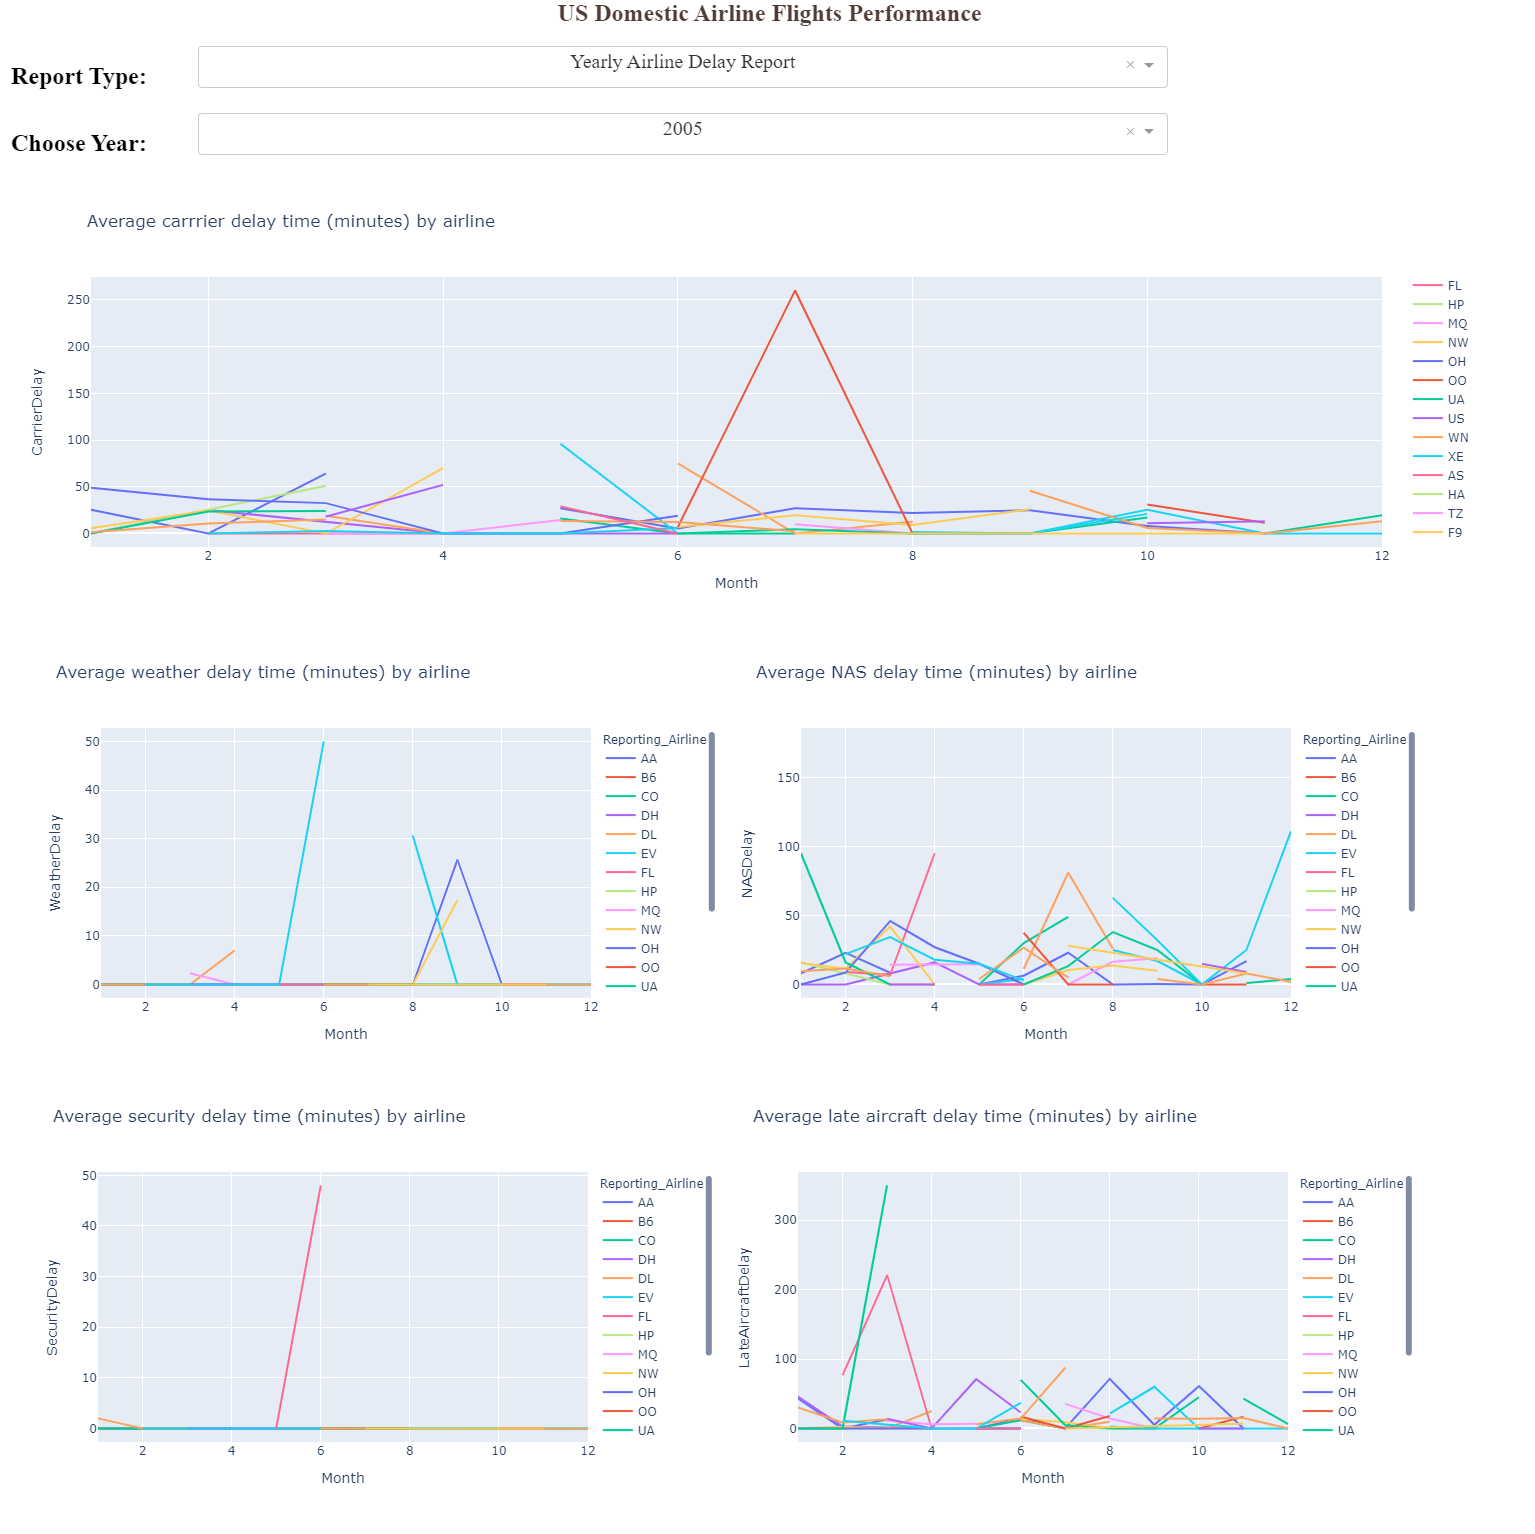 US Domestic Airline Flights Performance
Report Type:
Yearly Airline Delay Report
×
Choose Year:
2005
×
Average carrrier delay time (minutes) by airline
CarrierDelay
250
200
150
100
50
0
2
4
6
8
10
12
Month
FL
HP
MQ
NW
OH
OO
UA
US
WN
XE
AS
HA
TZ
F9
Average weather delay time (minutes) by airline
WeatherDelay
50
40
30
20
10
0
2
4
6
8
10
12
Month
Reporting_Airline
AA
B6
CO
DH
DL
EV
FL
HP
MQ
NW
OH
OO
UA
Average NAS delay time (minutes) by airline
NASDelay
150
100
50
0
2
4
6
8
10
12
Month
Reporting_Airline
AA
B6
CO
DH
DL
EV
FL
HP
MQ
NW
OH
OO
UA
Average security delay time (minutes) by airline
SecurityDelay
50
40
30
20
10
0
2
4
6
8
10
12
Month
Reporting_Airline
AA
B6
CO
DH
DL
EV
FL
HP
MQ
NW
OH
OO
UA
Average late aircraft delay time (minutes) by airline
LateAircraftDelay
300
200
100
0
2
4
6
8
10
12
Month
Reporting_Airline
AA
B6
CO
DH
DL
EV
FL
HP
MQ
NW
OH
OO
UA